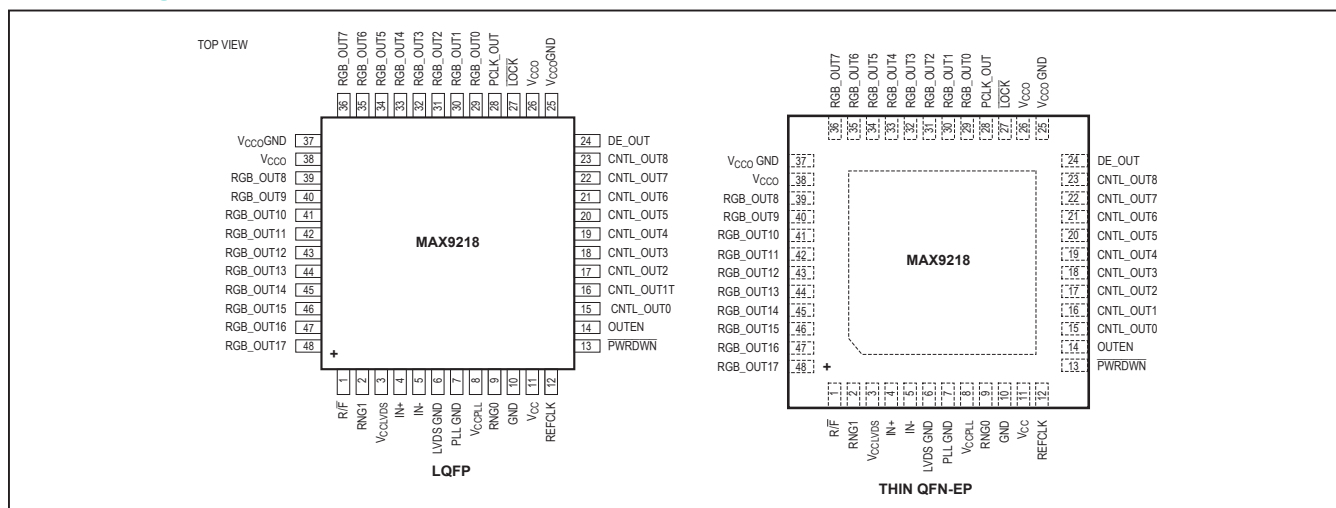 TOP VIEW
RGB_OUT7
RGB_OUT6
RGB_OUT5
RGB_OUT4
RGB_OUT3
RGB_OUT2
RGB_OUT1
RGB_OUT0
PCLK_OUT
LOCK
VCCO
VCCOGND
36
35
34
33
32
31
30
29
28
27
26
25
VCCOGND 37
VCCO 38
RGB_OUT8 39
RGB_OUT9 40
RGB_OUT10 41
RGB_OUT11 42
RGB_OUT12 43
RGB_OUT13 44
RGB_OUT14 45
RGB_OUT15 46
RGB_OUT16 47
RGB_OUT17 48
MAX9218
+
24 DE_OUT
23 CNTL_OUT8
22 CNTL_OUT7
21 CNTL_OUT6
20 CNTL_OUT5
19 CNTL_OUT4
18 CNTL_OUT3
17 CNTL_OUT2
16 CNTL_OUT1T
15 CNTL_OUT0
14 OUTEN
13 PWRDWN
1
2
3
4
5
6
7
8
9
10
11
12
R/F
RNG1
VCCLVDS
IN+
IN-
LVDS GND
PLL GND
VCCPLL
RNG0
GND
VCC
REFCLK
LQFP
RGB_OUT7
RGB_OUT6
RGB_OUT5
RGB_OUT4
RGB_OUT3
RGB_OUT2
RGB_OUT1
RGB_OUT0
PCLK_OUT
LOCK
VCCO
VCCO GND
36
35
34
33
32
31
30
29
28
27
26
25
VCCO GND 37
VCCO 38
RGB_OUT8 39
RGB_OUT9 40
RGB_OUT10 41
RGB_OUT11 42
RGB_OUT12 43
RGB_OUT13 44
RGB_OUT14 45
RGB_OUT15 46
RGB_OUT16 47
RGB_OUT17 48
MAX9218
+
24 DE_OUT
23 CNTL_OUT8
22 CNTL_OUT7
21 CNTL_OUT6
20 CNTL_OUT5
19 CNTL_OUT4
18 CNTL_OUT3
17 CNTL_OUT2
16 CNTL_OUT1
15 CNTL_OUT0
14 OUTEN
13 PWRDWN
1
2
3
4
5
6
7
8
9
10
11
12
R/F
RNG1
VCCLVDS
IN+
IN-
LVDS GND
PLL GND
VCCPLL
RNG0
GND
VCC
REFCLK
THIN QFN-EP